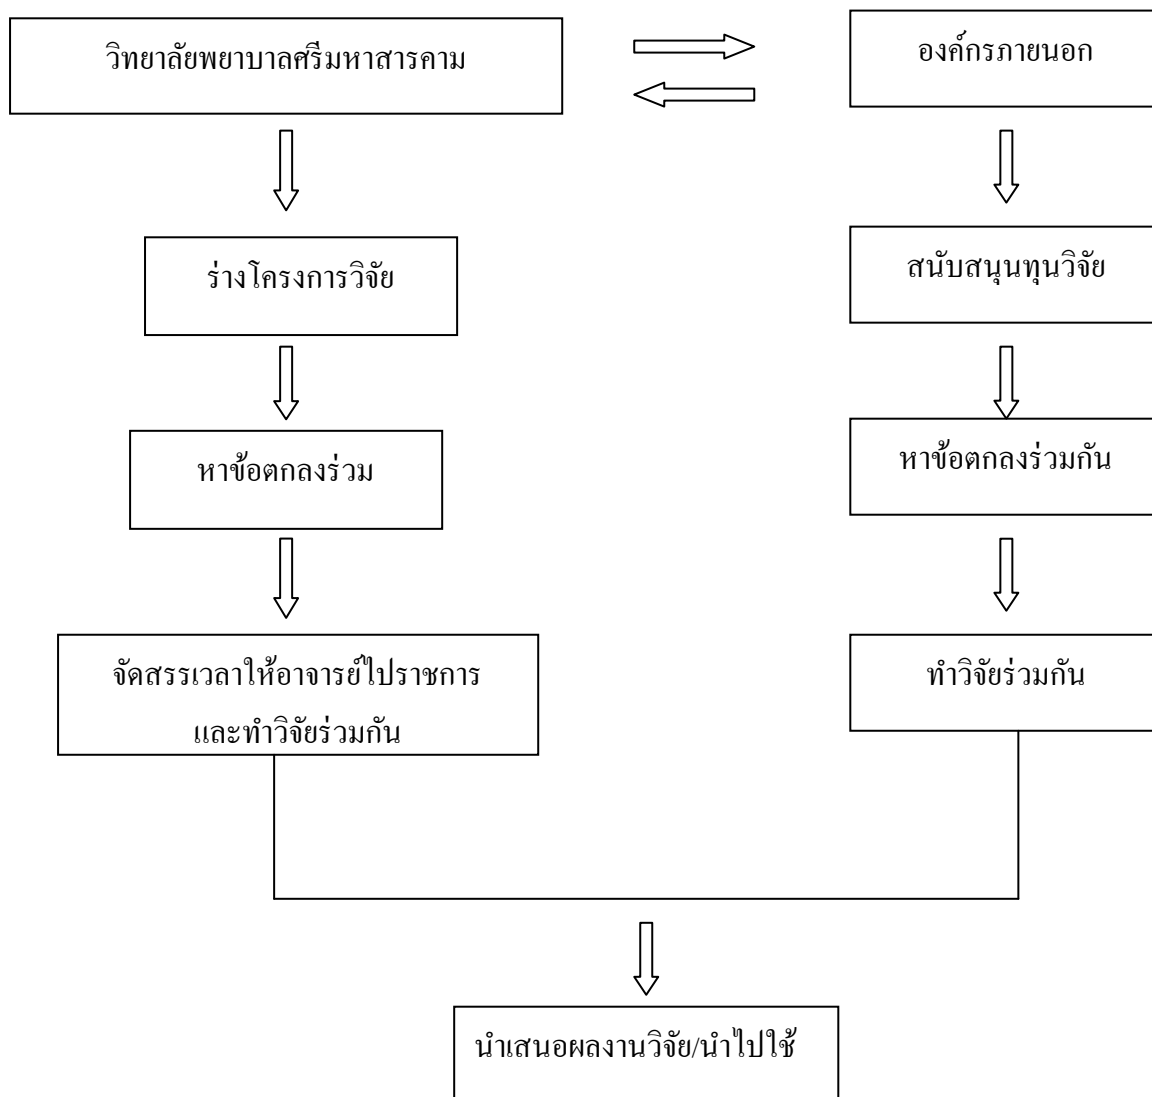 วิทยาลัยพยาบาลศรีมหาสารคาม
องค์กรภายนอก
ร่างโครงการวิจัย
สนับสนุนทุนวิจัย
หาข้อตกลงร่วม
หาข้อตกลงร่วมกัน
จัดสรรเวลาให้อาจารย์ไปราชการ
และทำวิจัยร่วมกัน
ทำวิจัยร่วมกัน
นำเสนอผลงานวิจัย/นำไปใช้